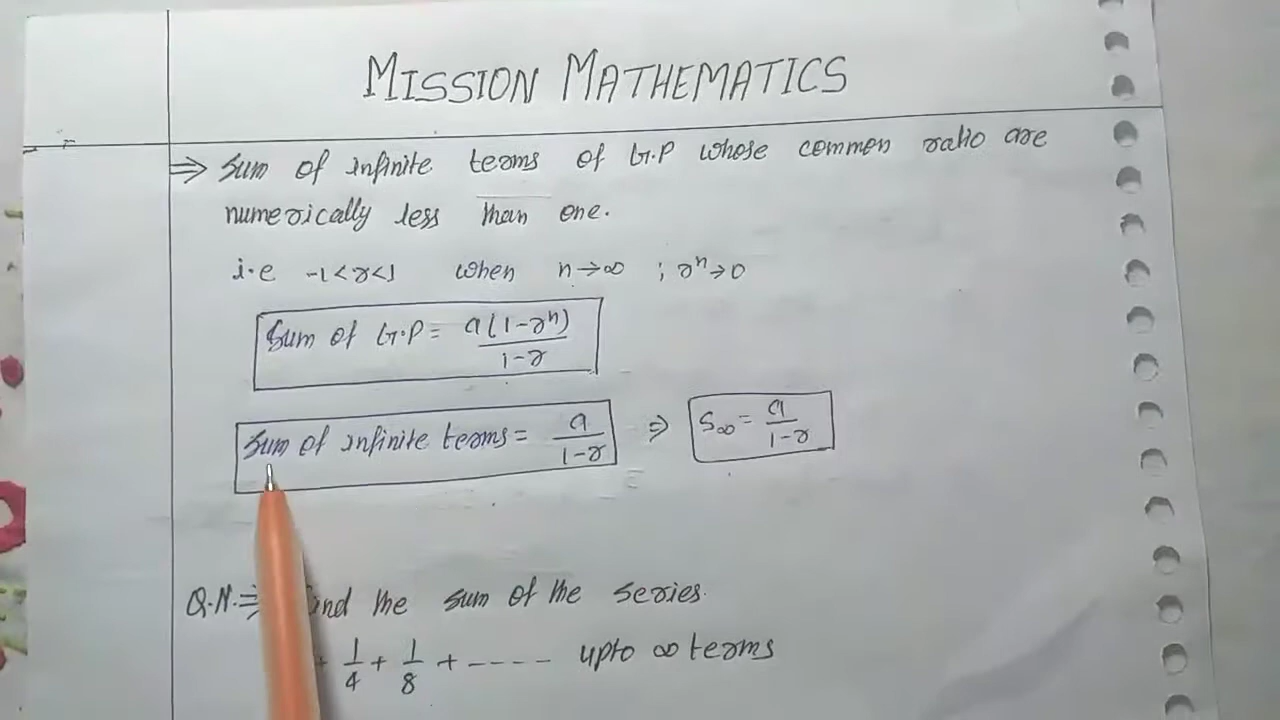 MISSION MATHEMATICS
⇒ Sum of infinite terms of G.P whose common ratio are
numerically less than one.
i.e -1<r<1 when n→∞ ; rⁿ→0
Sum of G.P = a(1-rⁿ)/1-r
Sum of infinite terms = a/1-r ⇒ S∞ = a/1-r
Q.N.⇒ the sum of the series.
+ 1/4 + 1/8 + ---- upto ∞ terms